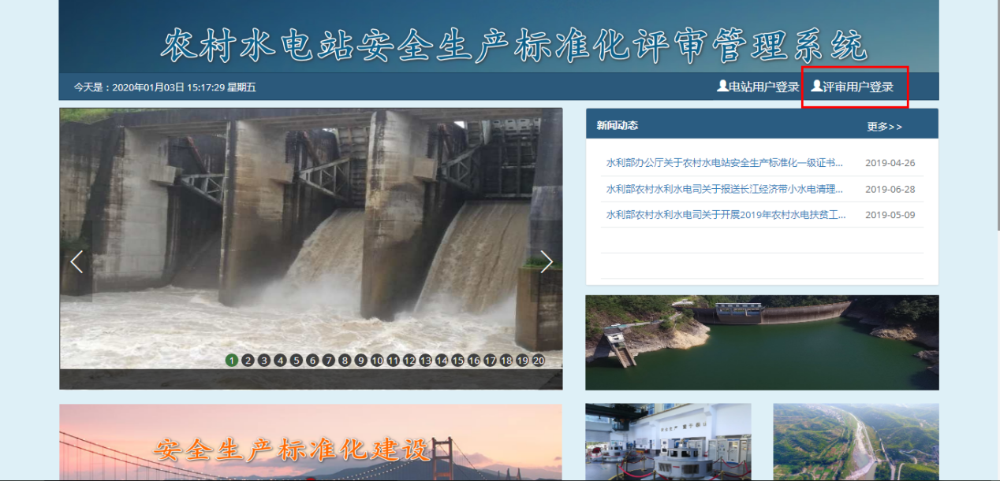 农村水电站安全生产标准化评审管理系统
今天是：2020年01月03日 15:17:29 星期五
电站用户登录 评审用户登录
新闻动态 更多>>
水利部办公厅关于农村水电站安全生产标准化一级证书... 2019-04-26
水利部农村水利水电司关于报送长江经济带小水电清理... 2019-06-28
水利部农村水利水电司关于开展2019年农村水电扶贫工... 2019-05-09
1 2 3 4 5 6 7 8 9 10 11 12 13 14 15 16 17 18 19 20
安全生产标准化建设